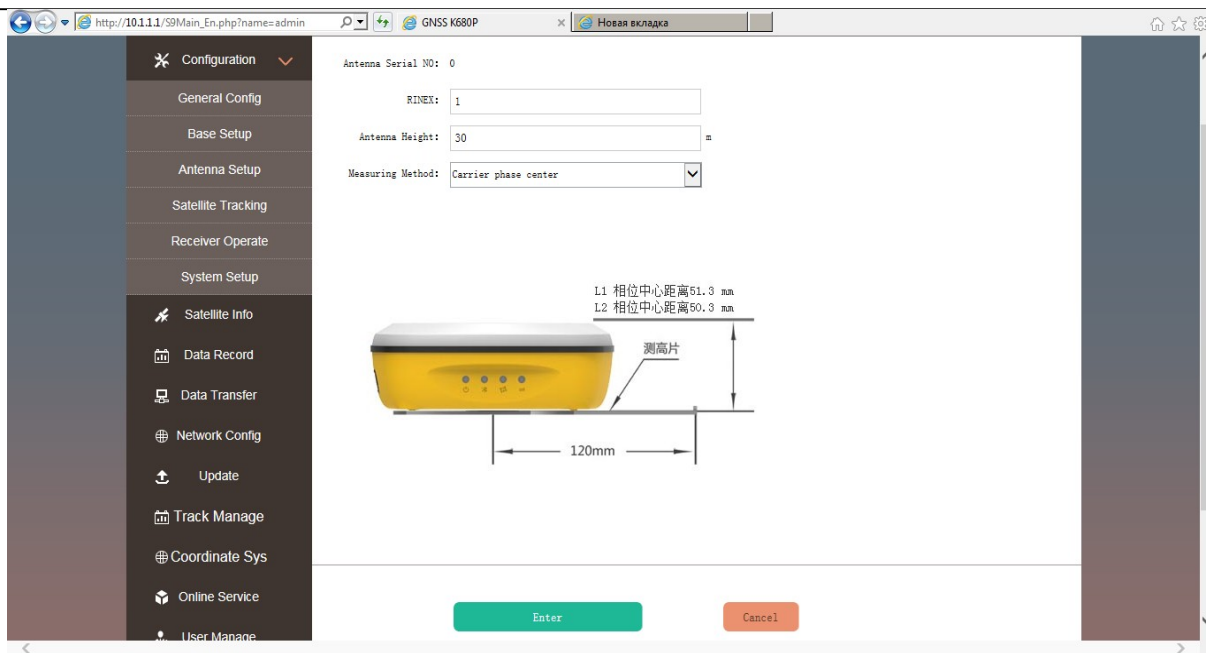 http://10.1.1.1/S9Main_En.php?name=admin
GNSS K680P
Новая вкладка
Configuration
General Config
Base Setup
Antenna Setup
Satellite Tracking
Receiver Operate
System Setup
Satellite Info
Data Record
Data Transfer
Network Config
Update
Track Manage
Coordinate Sys
Online Service
User Manage
Antenna Serial NO: 0
RINEX: 1
Antenna Height: 30 m
Measuring Method: Carrier phase center
L1 相位中心距离51.3 mm
L2 相位中心距离50.3 mm
测高片
120mm
Enter
Cancel